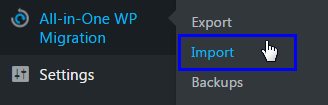 All-in-One WP
Migration
Settings
Export
Import
Backups